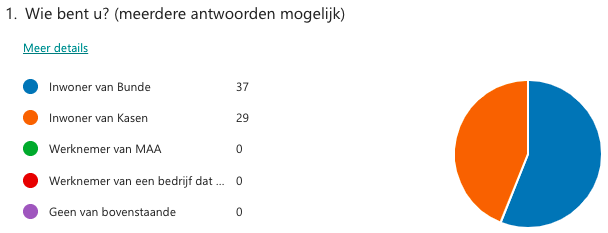 1. Wie bent u? (meerdere antwoorden mogelijk)
Meer details
Inwoner van Bunde 37
Inwoner van Kasen 29
Werknemer van MAA 0
Werknemer van een bedrijf dat ... 0
Geen van bovenstaande 0